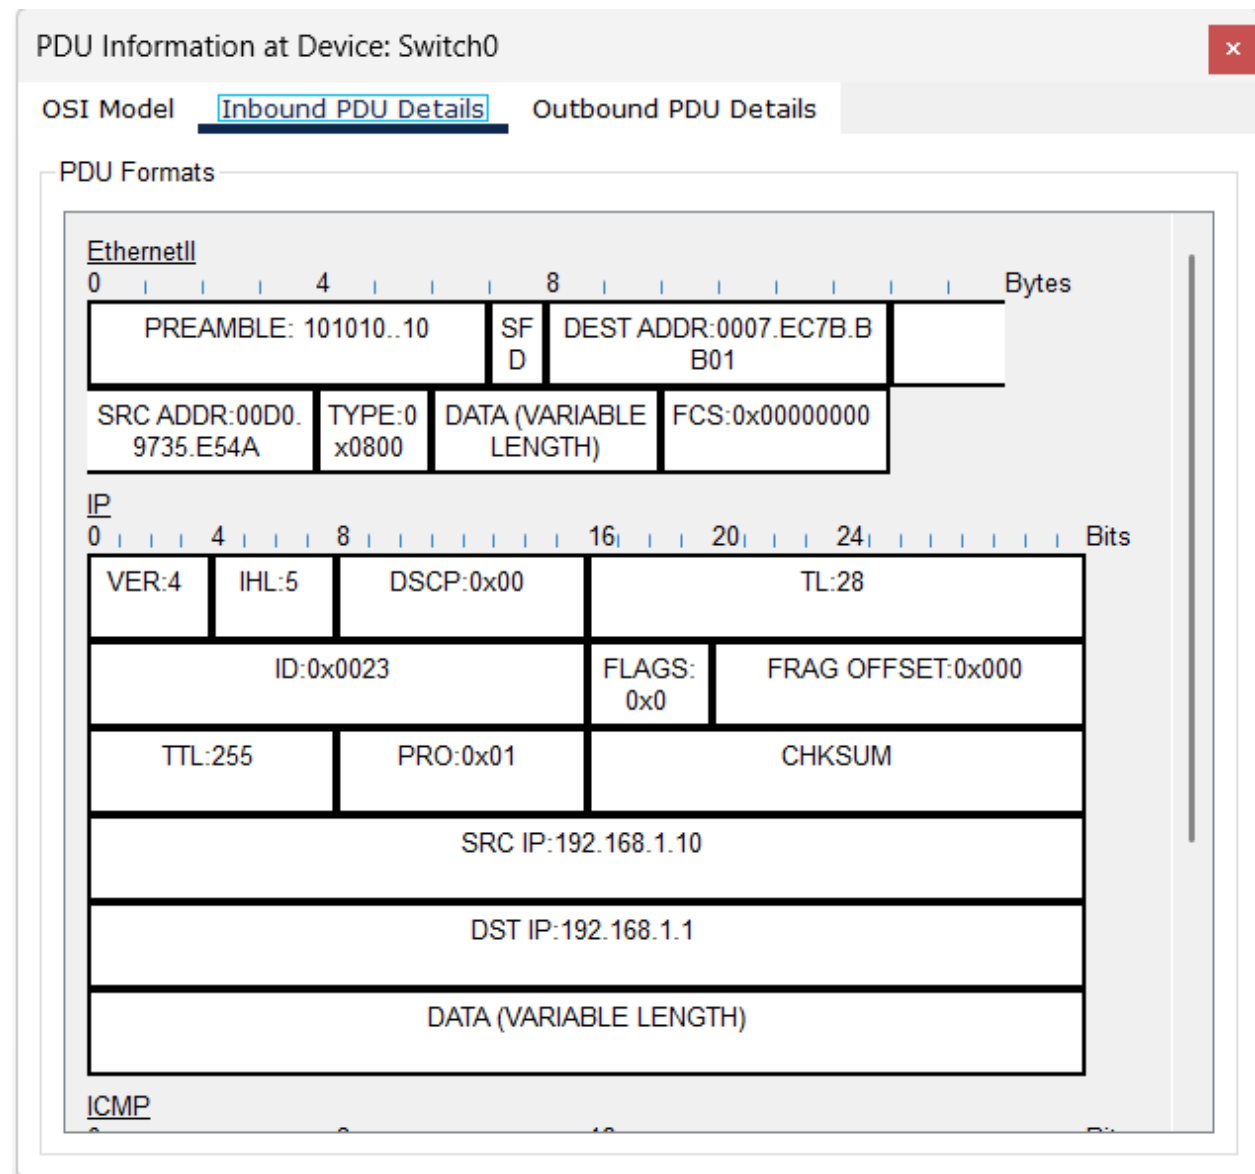 PDU Information at Device: Switch0
x
OSI Model Inbound PDU Details Outbound PDU Details
PDU Formats
EthernetII
0 4 8 Bytes
PREAMBLE: 101010..10 SF DEST ADDR:0007.EC7B.B
D B01
SRC ADDR:00D0. TYPE:0 DATA (VARIABLE FCS:0x00000000
9735.E54A x0800 LENGTH)
IP
0 4 8 16 20 24 Bits
VER:4 IHL:5 DSCP:0x00 TL:28
ID:0x0023 FLAGS: FRAG OFFSET:0x000
0x0
TTL:255 PRO:0x01 CHKSUM
SRC IP:192.168.1.10
DST IP:192.168.1.1
DATA (VARIABLE LENGTH)
ICMP